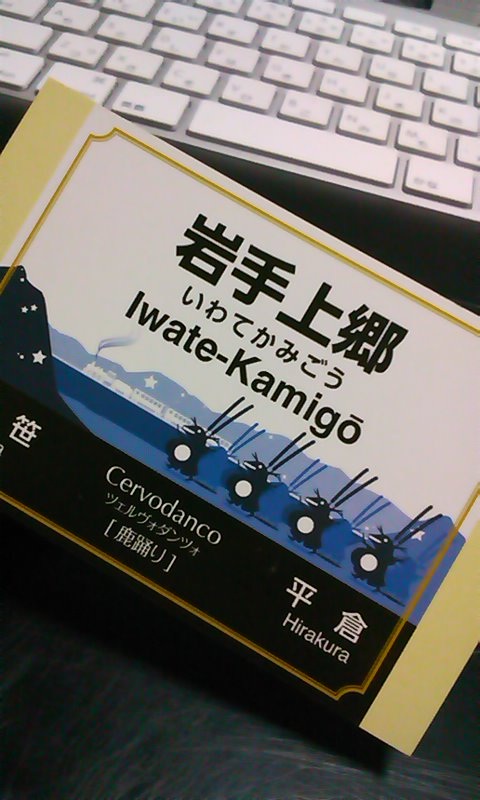 岩手上郷
いわてかみごう
Iwate-Kamigō
Cervodanco
ツェルヴォダンツォ
[鹿踊り]
笹
平倉
Hirakura